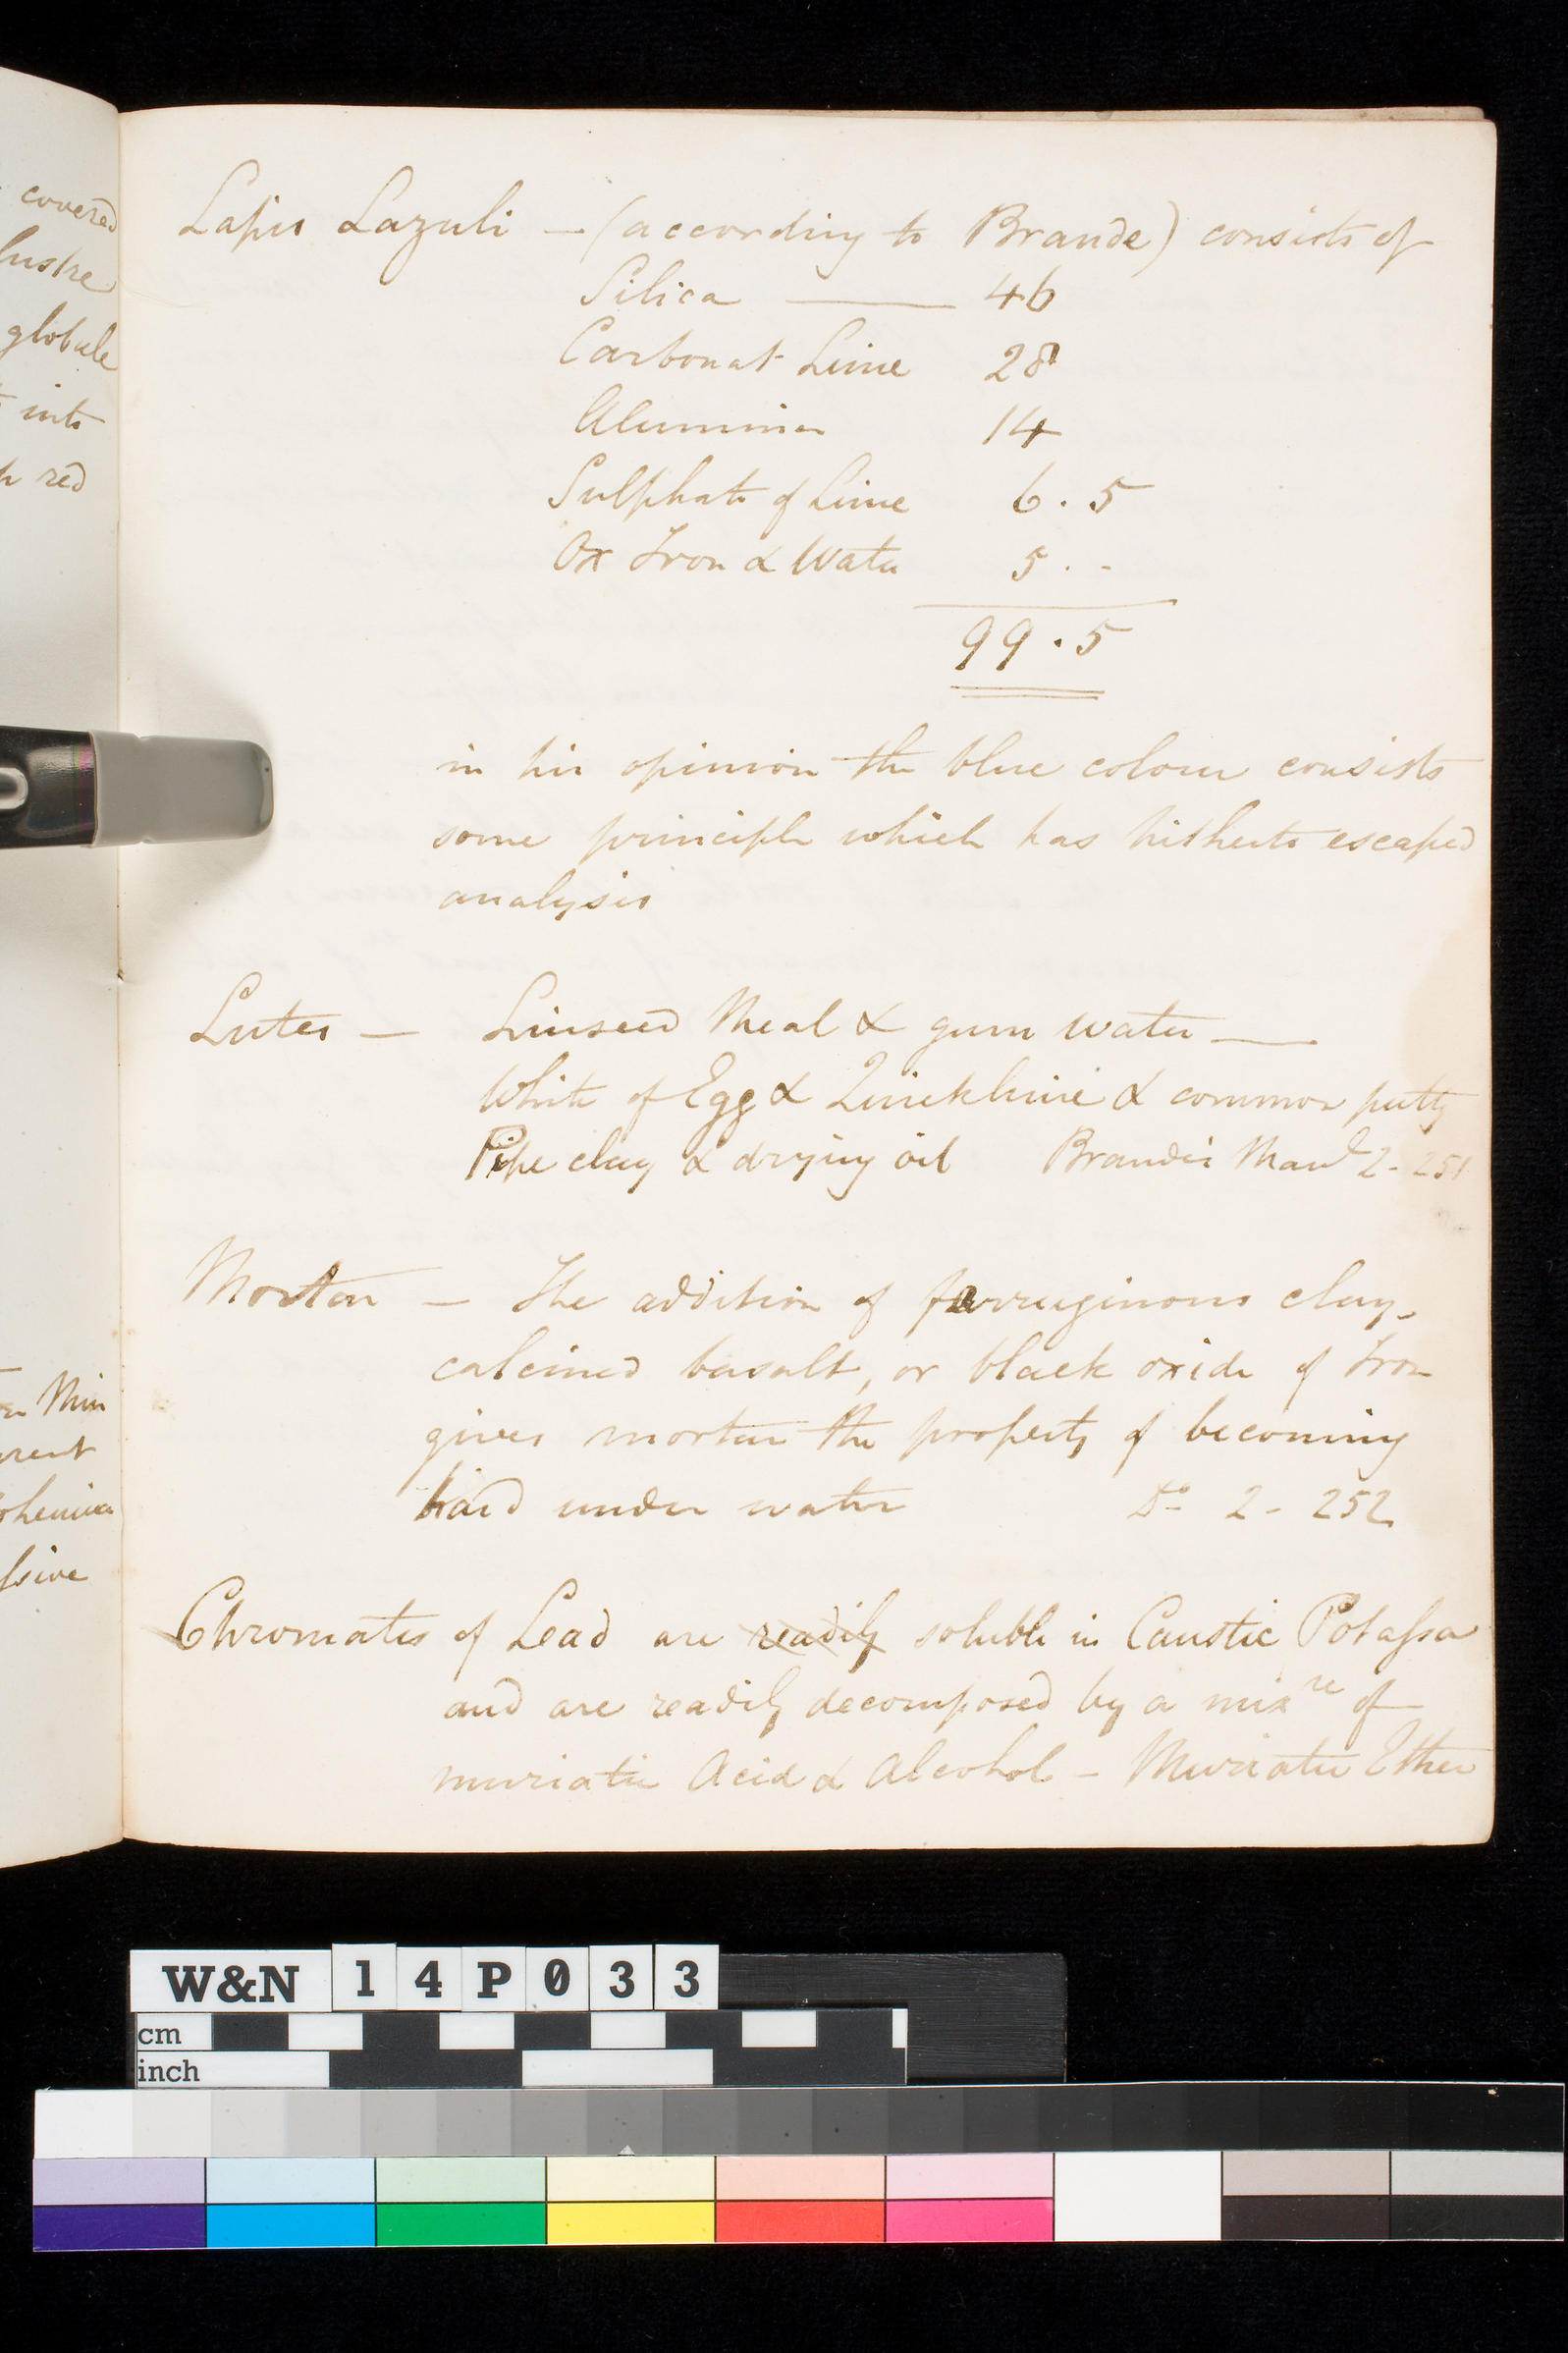 covered
lustre
globule
into
red
Min
rent
ohemia
ssive
Lapis Lazuli — (according to Brande) consists of
Silica — 46
Carbonat Lime 28
Alumina 14
Sulphate of Lime 6 . 5
Ox Iron & Water 5 . -
99 . 5
in his opinion the blue colour consists
some principle which has hitherto escaped
analysis
Lutes — Linseed Meal & gum water —
White of Egg & Quicklime & common putty
Pipe clay & drying oil Brande's Manl 2 - 251
Mortar — The addition of ferruginous clay,
calcined basalt, or black oxide of Iron
gives mortar the property of becoming
hard under water Do 2 - 252
Chromates of Lead are readily soluble in Caustic Potassa
and are readily decomposed by a mixre of
muriatic Acid & Alcohol — Muriatic Ether
W&N 14P033
cm
inch